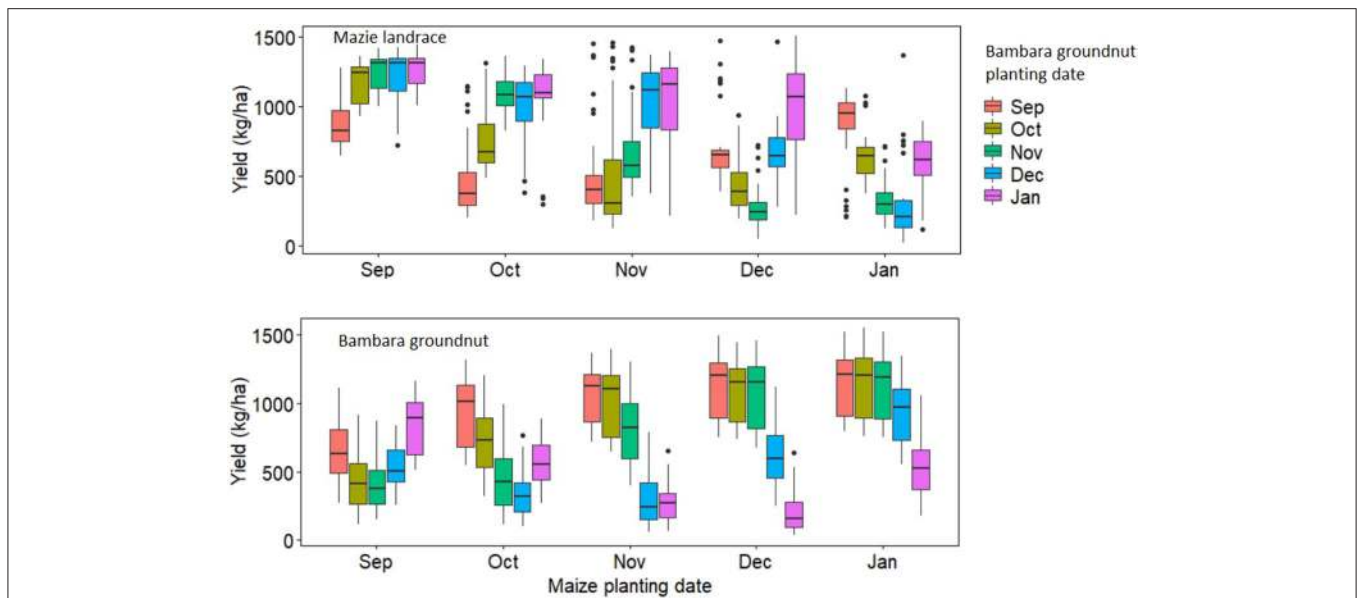 Mazie landrace
Yield (kg/ha)
1500
1000
500
0
Sep Oct Nov Dec Jan
Bambara groundnut
planting date
Sep
Oct
Nov
Dec
Jan
Bambara groundnut
Yield (kg/ha)
1500
1000
500
0
Sep Oct Nov Dec Jan
Maize planting date